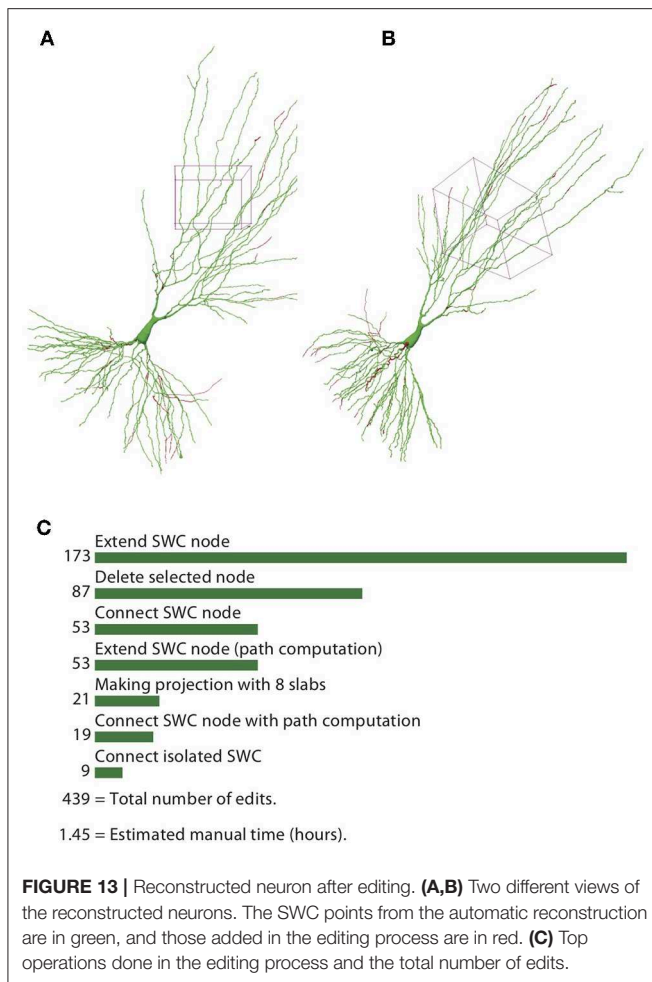 A
B
C
Extend SWC node
173
Delete selected node
87
Connect SWC node
53
Extend SWC node (path computation)
53
Making projection with 8 slabs
21
Connect SWC node with path computation
19
Connect isolated SWC
9
439 = Total number of edits.
1.45 = Estimated manual time (hours).
FIGURE 13 | Reconstructed neuron after editing. (A,B) Two different views of
the reconstructed neurons. The SWC points from the automatic reconstruction
are in green, and those added in the editing process are in red. (C) Top
operations done in the editing process and the total number of edits.